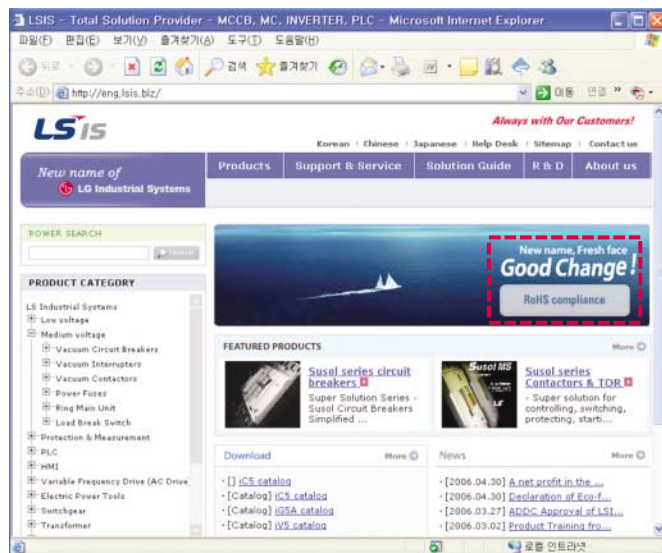 LSIS - Total Solution Provider - MCCB, MC, INVERTER, PLC - Microsoft Internet Explorer
파일(F) 편집(E) 보기(V) 즐겨찾기(A) 도구(T) 도움말(H)
뒤로 검색 즐겨찾기
주소(D) http://eng.lsis.biz/ 이동 연결 »
LSIS
Always with Our Customers!
Korean | Chinese | Japanese | Help Desk | Sitemap | Contact us
New name of
LG Industrial Systems
Products Support & Service Solution Guide R & D About us
POWER SEARCH
Search
New name, Fresh face
Good Change!
RoHS compliance
PRODUCT CATEGORY
LS Industrial Systems
Low voltage
Medium voltage
Vacuum Circuit Breakers
Vacuum Interrupters
Vacuum Contactors
Power Fuses
Ring Main Unit
Load Break Switch
Protection & Measurement
PLC
HMI
Variable Frequency Drive (AC Drive
Electric Power Tools
Switchgear
Transformer
FEATURED PRODUCTS More
Susol series circuit
breakers
Super Solution Series -
Susol Circuit Breakers
Simplified ...
Susol MS
Susol series
Contactors & TOR
- Super solution for
controlling, switching,
protecting, starti...
Download More
· [] iC5 catalog
· [Catalog] iC5 catalog
· [Catalog] iG5A catalog
· [Catalog] iV5 catalog
News More
· [2006.04.30] A net profit in the ...
· [2006.04.30] Declaration of Eco-f...
· [2006.03.27] ADDC Approval of LSI...
· [2006.03.02] Product Training fro...
로컬 인트라넷